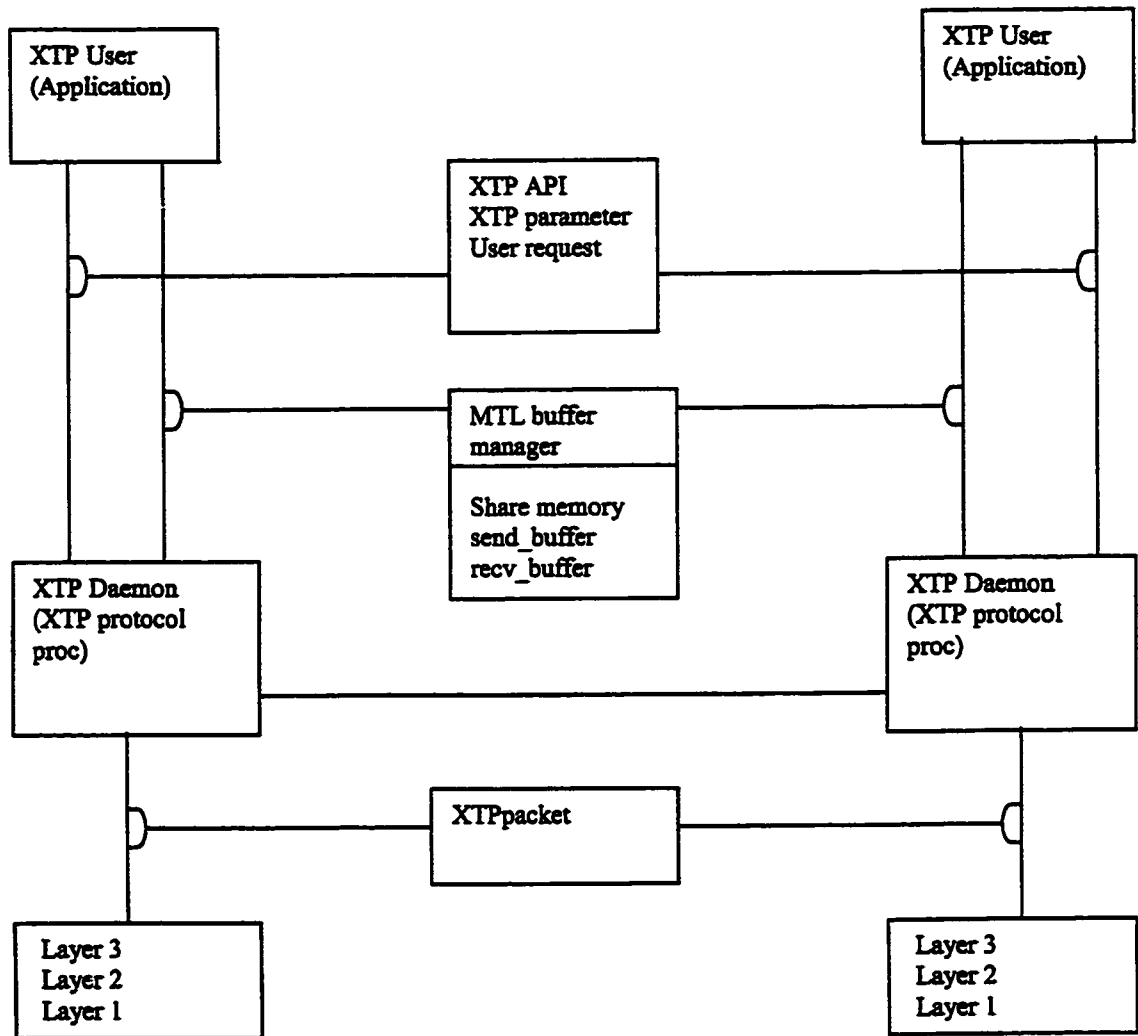 XTP User
(Application)
XTP User
(Application)
XTP API
XTP parameter
User request
MTL buffer
manager
Share memory
send_buffer
recv_buffer
XTP Daemon
(XTP protocol
proc)
XTP Daemon
(XTP protocol
proc)
XTPpacket
Layer 3
Layer 2
Layer 1
Layer 3
Layer 2
Layer 1